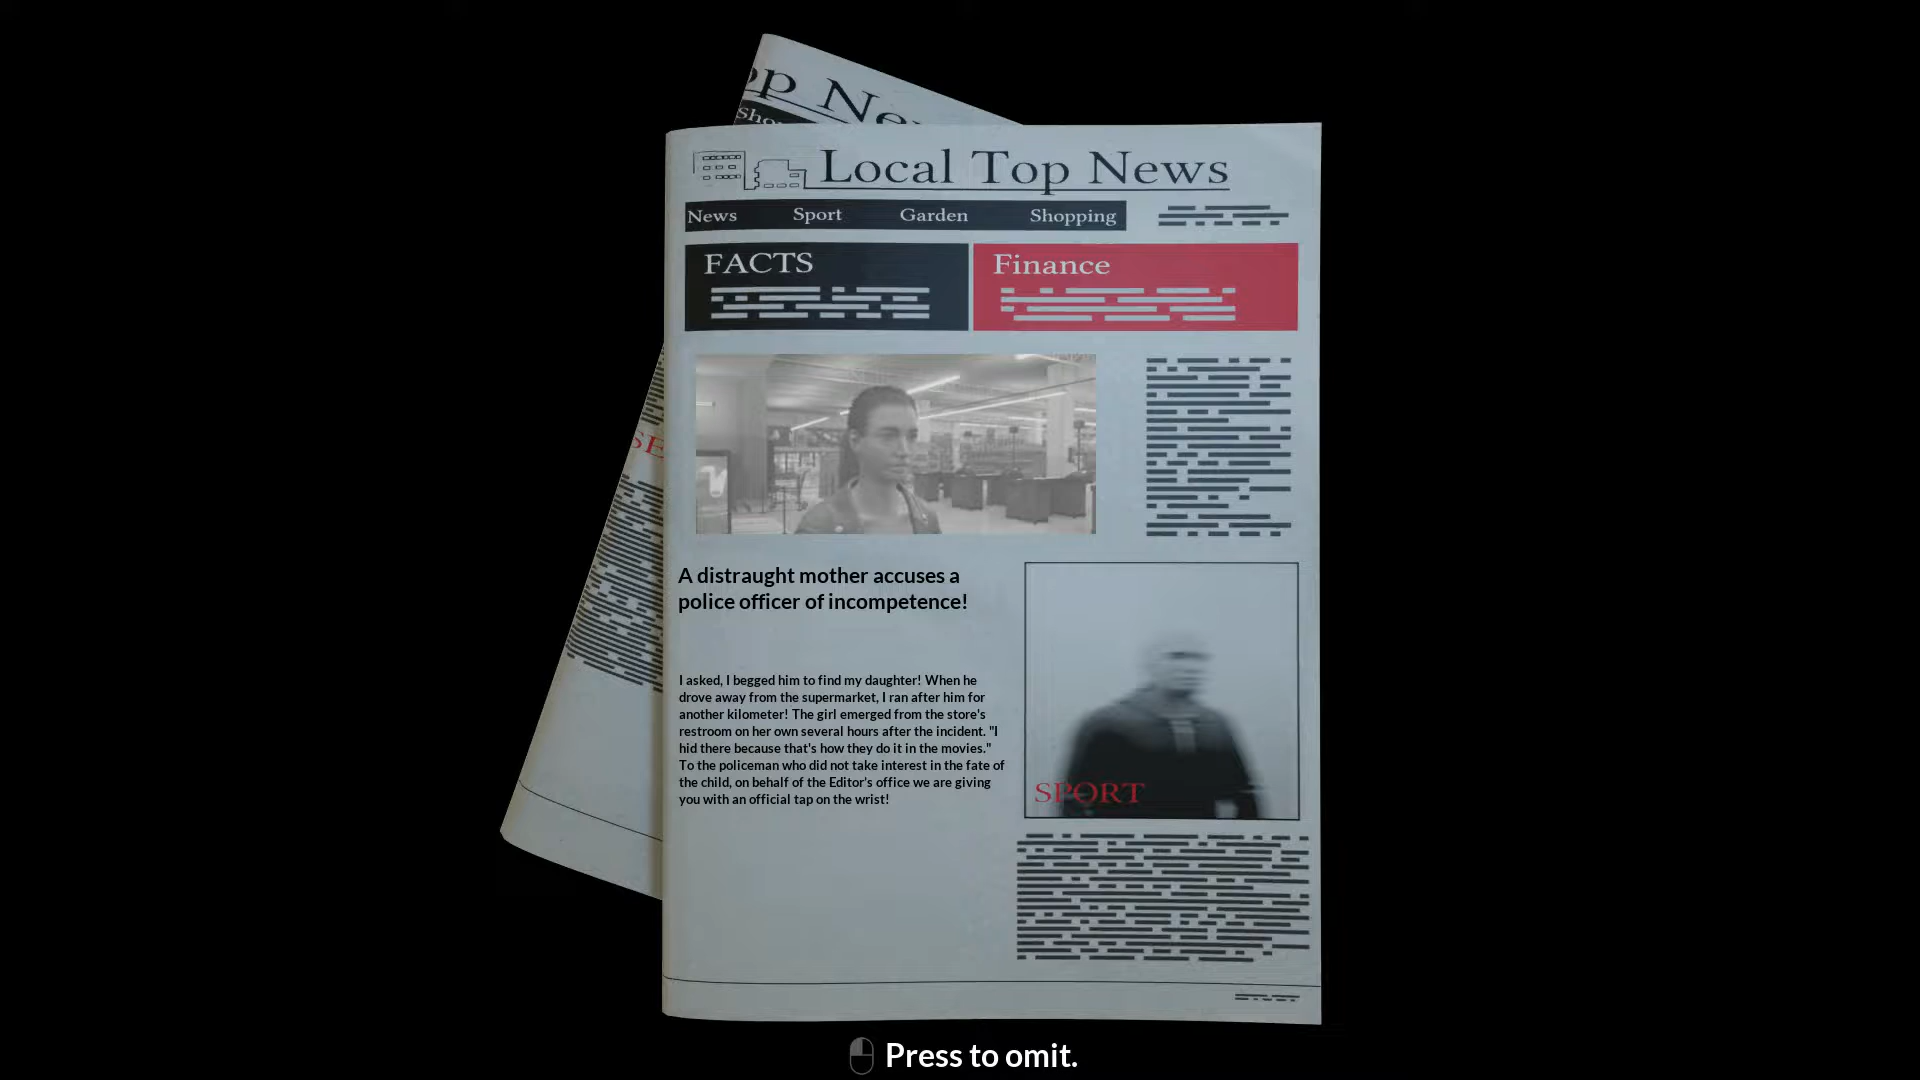 op Ne
Sho
Local Top News
News Sport Garden Shopping
FACTS Finance
SE
A distraught mother accuses a
police officer of incompetence!
I asked, I begged him to find my daughter! When he
drove away from the supermarket, I ran after him for
another kilometer! The girl emerged from the store's
restroom on her own several hours after the incident. "I
hid there because that's how they do it in the movies."
To the policeman who did not take interest in the fate of
the child, on behalf of the Editor's office we are giving
you with an official tap on the wrist!
SPORT
Press to omit.